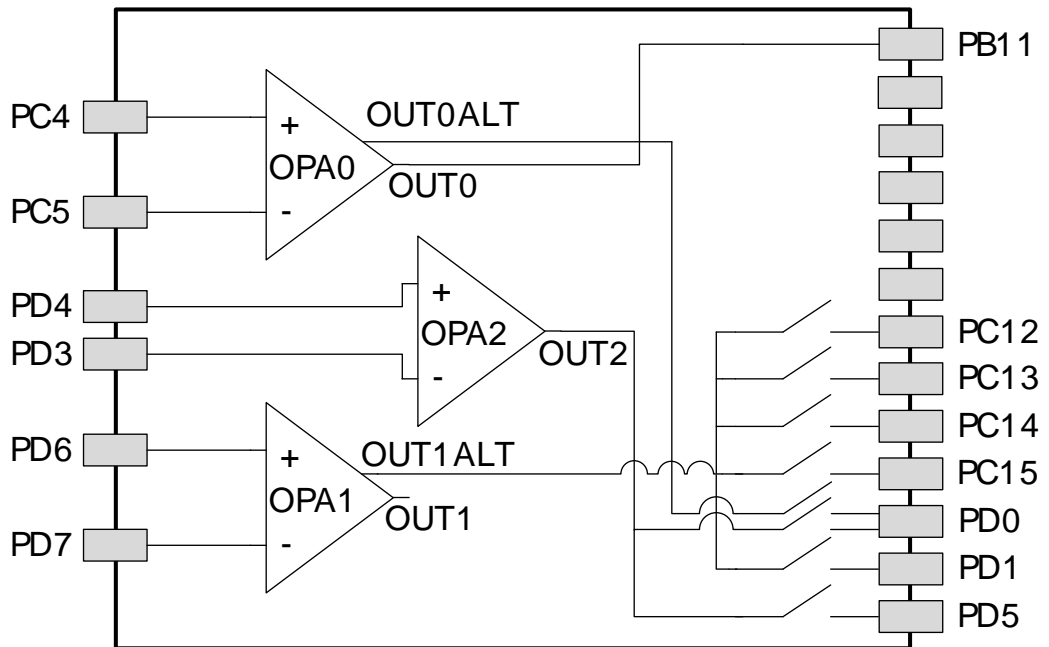 PB11
PC4
+
OUT0ALT
OPA0
OUT0
PC5
-
PD4
+
PC12
OPA2
PD3
OUT2
-
PC13
PC14
PD6
+
OUT1ALT
PC15
OPA1
OUT1
PD0
PD7
-
PD1
PD5